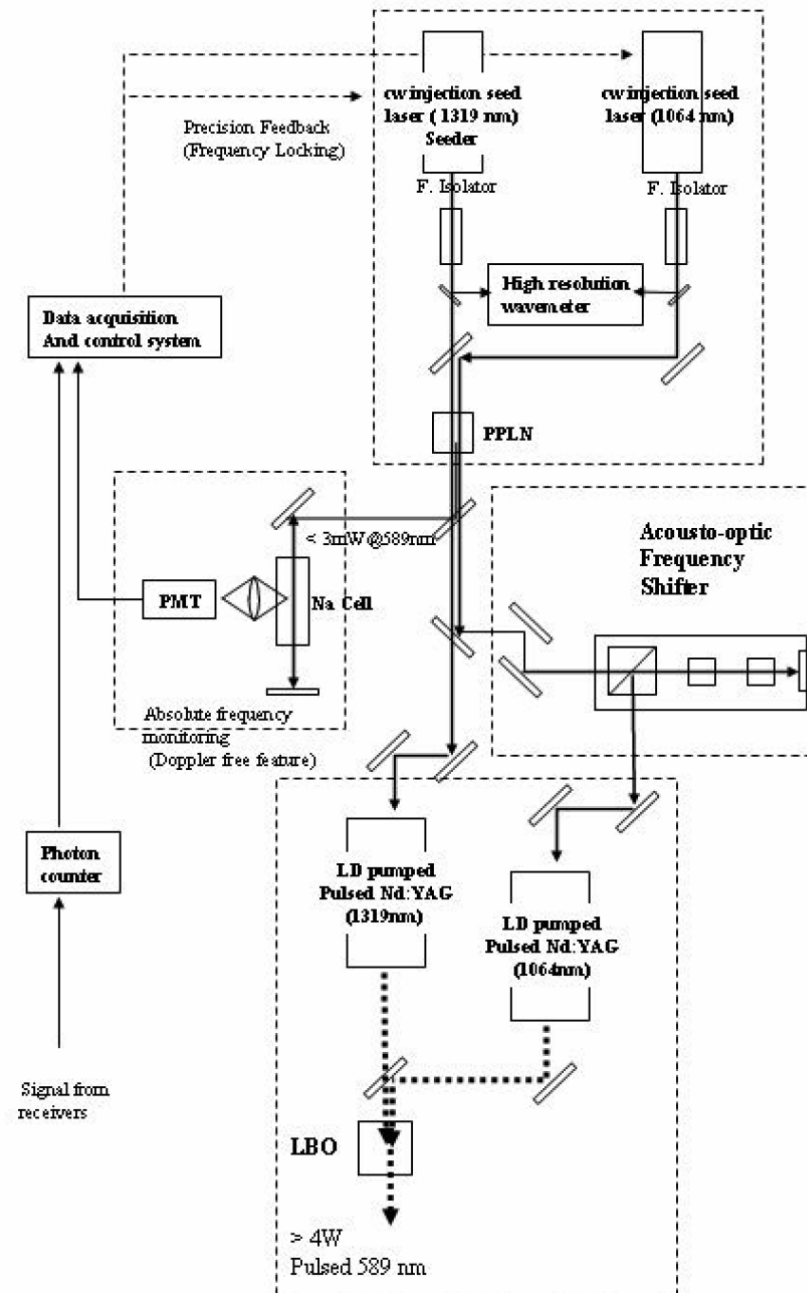 cw injection seed
laser ( 1319 nm)
Seeder
cw injection seed
laser (1064 nm)
Precision Feedback
(Frequency Locking)
F. Isolator
F. Isolator
High resolution
wavemeter
Data acquisition
And control system
PPLN
< 3mW@589nm
PMT
Na Cell
Absolute frequency
monitoring
(Doppler free feature)
Acousto-optic
Frequency
Shifter
Photon
counter
LD pumped
Pulsed Nd:YAG
(1319nm)
LD pumped
Pulsed Nd:YAG
(1064nm)
Signal from
receivers
LBO
> 4W
Pulsed 589 nm